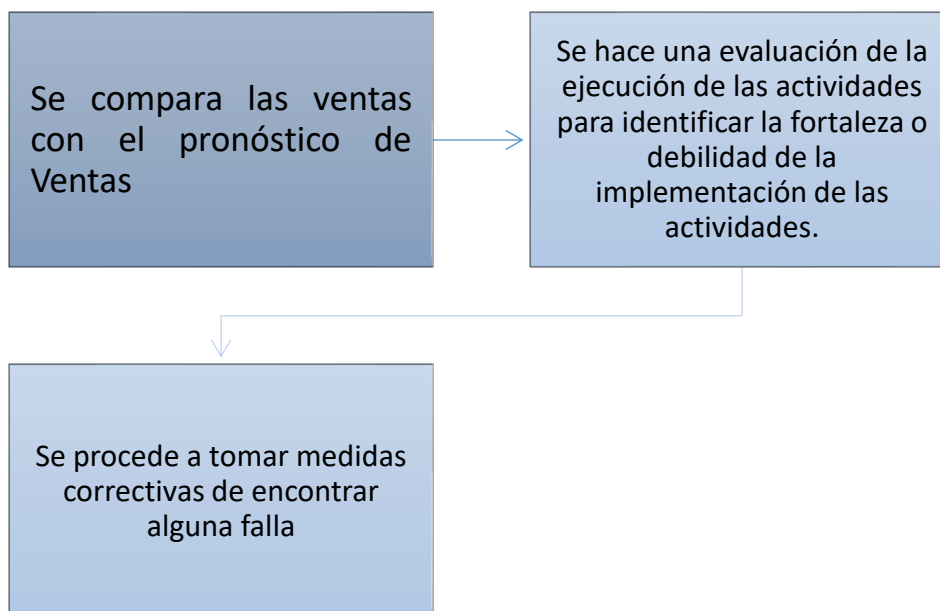 Se compara las ventas
con el pronóstico de
Ventas
Se hace una evaluación de la
ejecución de las actividades
para identificar la fortaleza o
debilidad de la
implementación de las
actividades.
Se procede a tomar medidas
correctivas de encontrar
alguna falla